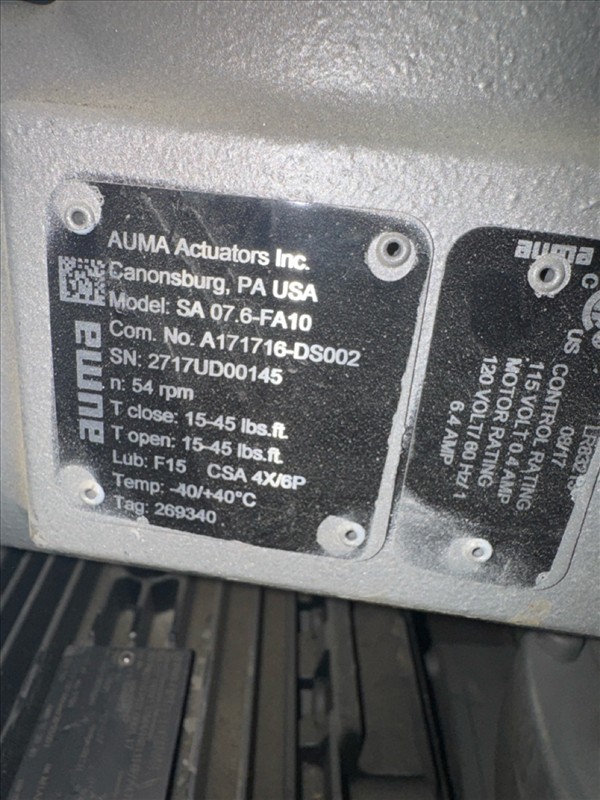 AUMA Actuators Inc.
Canonsburg, PA USA
Model: SA 07.6-FA10
Com. No. A171716-DS002
SN: 2717UD00145
n: 54 rpm
T close: 15-45 lbs.ft.
T open: 15-45 lbs.ft.
Lub: F15 CSA 4X/6P
Temp: -40/+40°C
Tag: 269340
auma
auma
C US
09/17
CONTROL RATING
115 VOLT 0.4 AMP
MOTOR RATING
120 VOLT/ 60 Hz/ 1
6.4 AMP